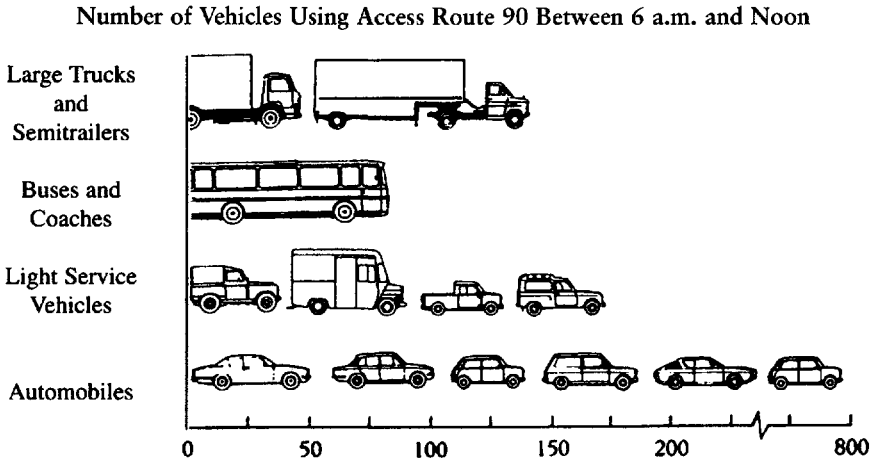 Number of Vehicles Using Access Route 90 Between 6 a.m. and Noon
Large Trucks
and
Semitrailers
Buses and
Coaches
Light Service
Vehicles
Automobiles
0 50 100 150 200 800